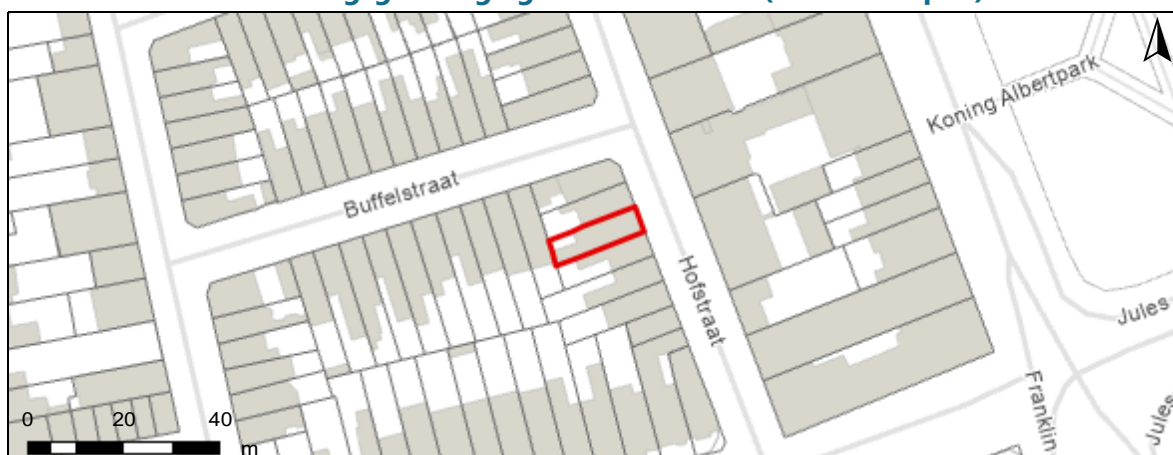 Koning Albertpark
Buffelstraat
Hofstraat
Jules
Franklin
Jules
0 20 40
m